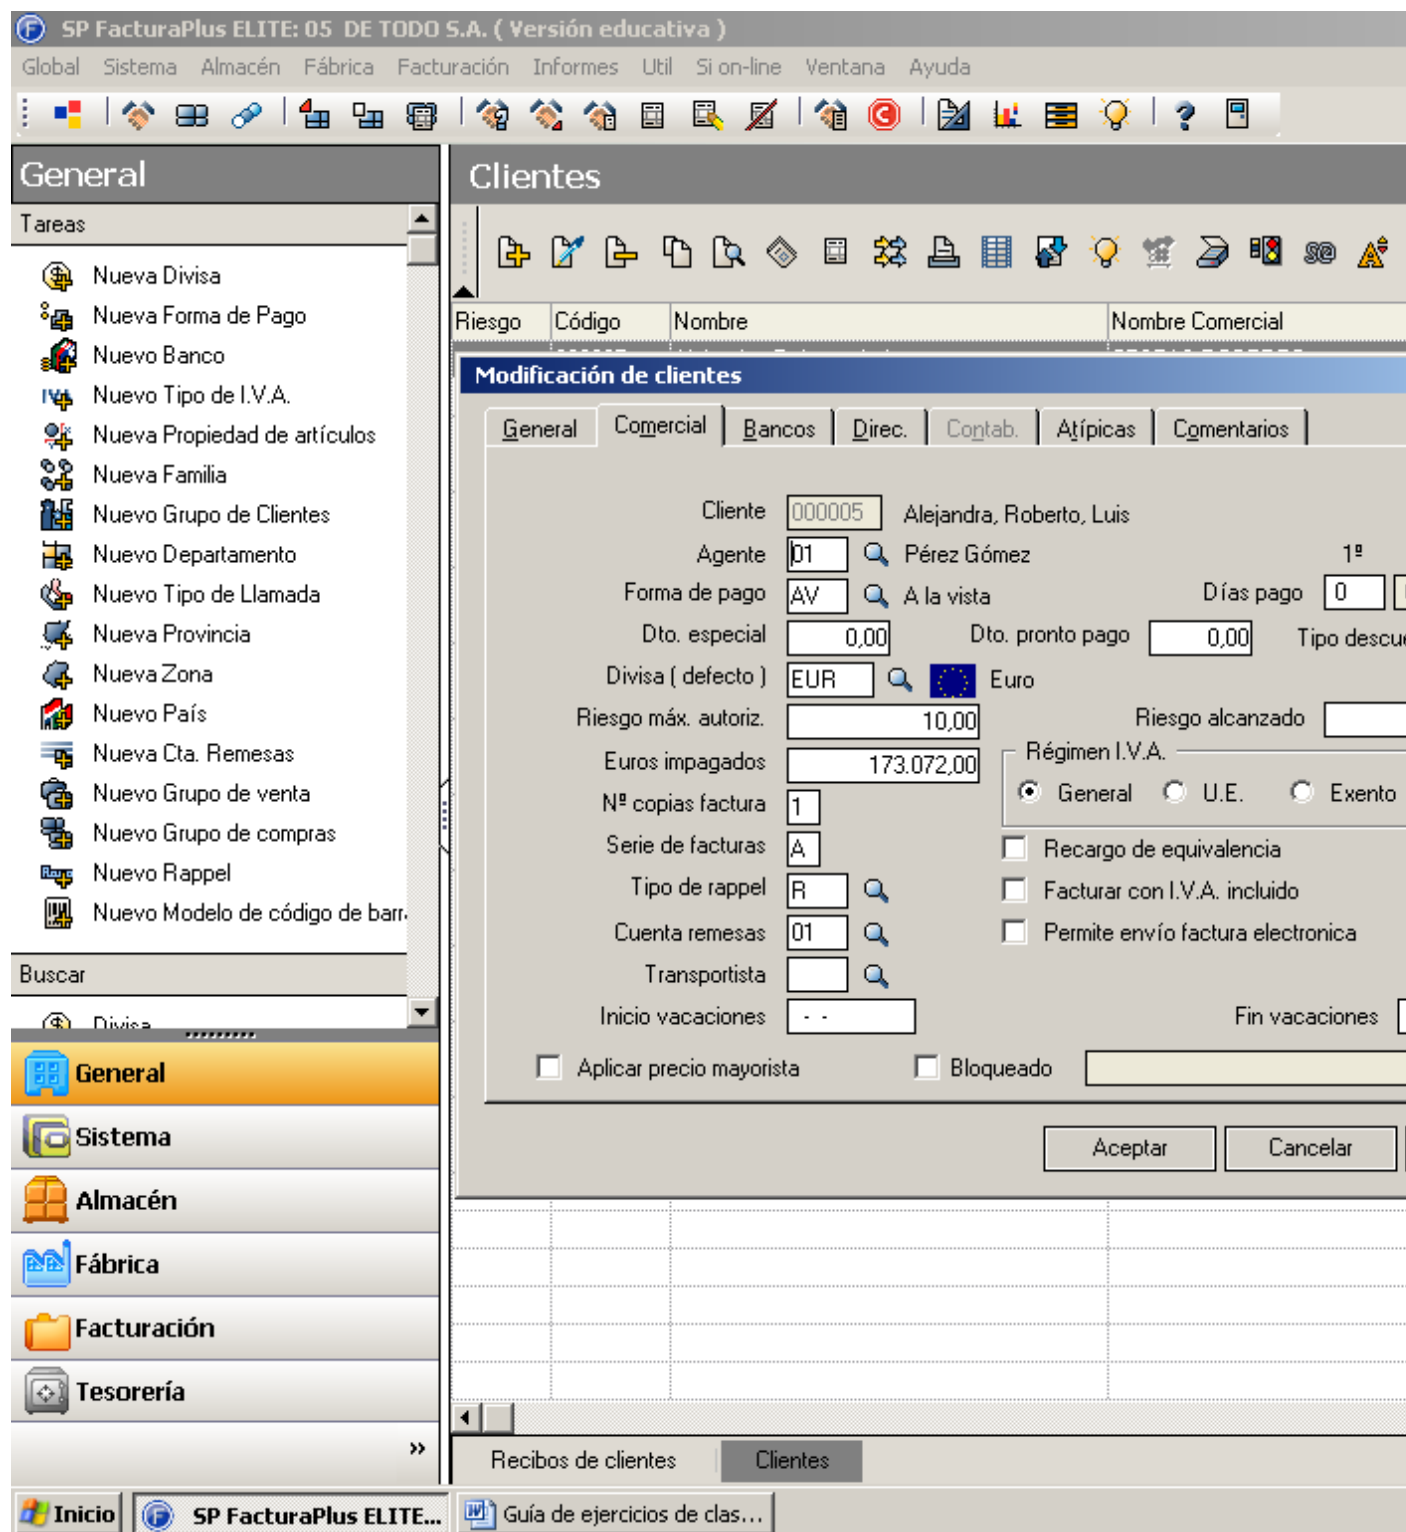 SP FacturaPlus ELITE: 05 DE TODO S.A. ( Versión educativa )
Global Sistema Almacén Fábrica Facturación Informes Util Si on-line Ventana Ayuda
General
Tareas
Nueva Divisa
Nueva Forma de Pago
Nuevo Banco
Nuevo Tipo de I.V.A.
Nueva Propiedad de artículos
Nueva Familia
Nuevo Grupo de Clientes
Nuevo Departamento
Nuevo Tipo de Llamada
Nueva Provincia
Nueva Zona
Nuevo País
Nueva Cta. Remesas
Nuevo Grupo de venta
Nuevo Grupo de compras
Nuevo Rappel
Nuevo Modelo de código de barr
Buscar
Divisa
General
Sistema
Almacén
Fábrica
Facturación
Tesorería
»
Clientes
Riesgo Código Nombre Nombre Comercial
Modificación de clientes
General Comercial Bancos Direc. Contab. Atípicas Comentarios
Cliente 000005 Alejandra, Roberto, Luis
Agente 01 Pérez Gómez 1º
Forma de pago AV A la vista Días pago 0
Dto. especial 0,00 Dto. pronto pago 0,00 Tipo descue
Divisa ( defecto ) EUR Euro
Riesgo máx. autoriz. 10,00 Riesgo alcanzado
Euros impagados 173.072,00 Régimen I.V.A.
General U.E. Exento
Nº copias factura 1
Serie de facturas A Recargo de equivalencia
Tipo de rappel R Facturar con I.V.A. incluido
Cuenta remesas 01 Permite envío factura electronica
Transportista
Inicio vacaciones - - Fin vacaciones
Aplicar precio mayorista Bloqueado
Aceptar Cancelar
Recibos de clientes Clientes
Inicio SP FacturaPlus ELITE... Guía de ejercicios de clas...